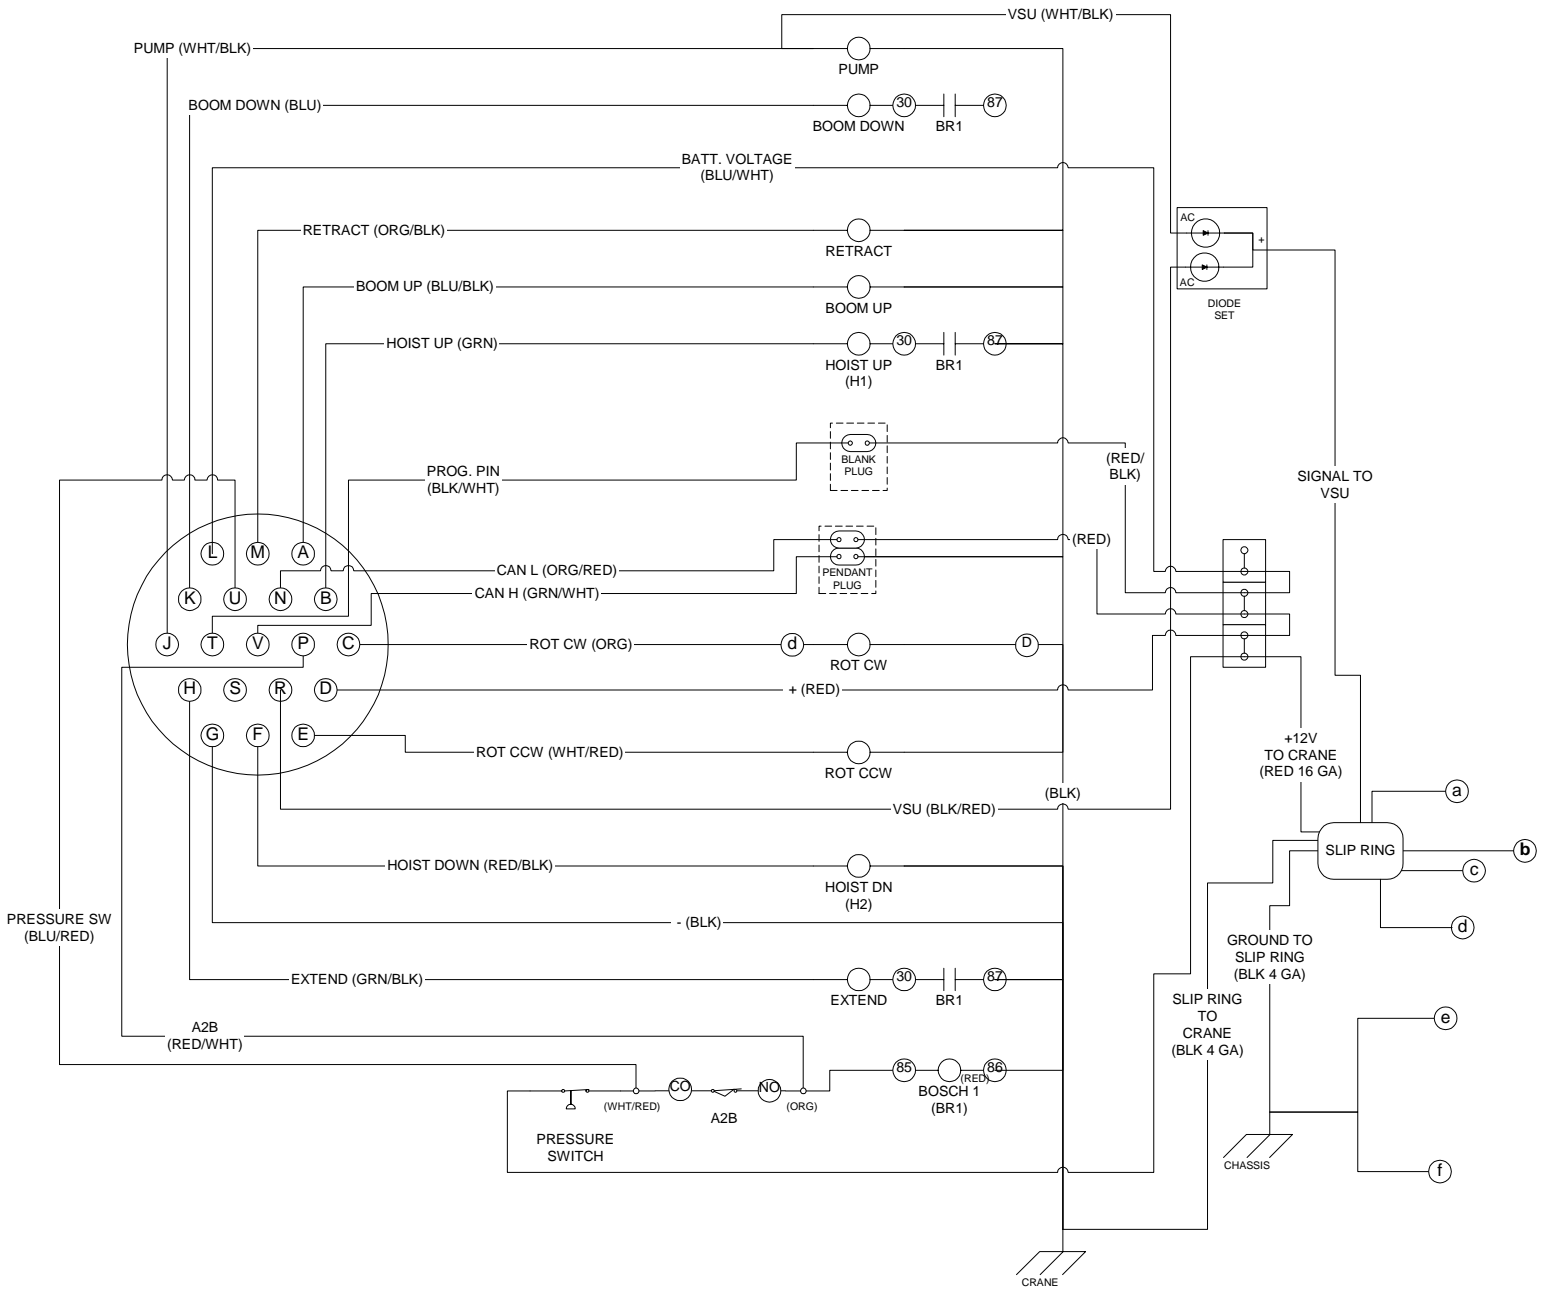 VSU (WHT/BLK)
PUMP (WHT/BLK)
PUMP
BOOM DOWN (BLU)
30
87
BOOM DOWN
BR1
BATT. VOLTAGE
(BLU/WHT)
AC
+
AC
DIODE
SET
RETRACT (ORG/BLK)
RETRACT
BOOM UP (BLU/BLK)
BOOM UP
HOIST UP (GRN)
30
87
HOIST UP
(H1)
BR1
BLANK
PLUG
(RED/
BLK)
PROG. PIN
(BLK/WHT)
SIGNAL TO
VSU
L
M
A
(RED)
CAN L (ORG/RED)
PENDANT
PLUG
CAN H (GRN/WHT)
K
U
N
B
J
T
V
P
C
ROT CW (ORG)
d
ROT CW
D
H
S
R
D
+ (RED)
G
F
E
ROT CCW (WHT/RED)
ROT CCW
+12V
TO CRANE
(RED 16 GA)
(BLK)
VSU (BLK/RED)
a
SLIP RING
b
c
d
HOIST DOWN (RED/BLK)
HOIST DN
(H2)
PRESSURE SW
(BLU/RED)
- (BLK)
GROUND TO
SLIP RING
(BLK 4 GA)
EXTEND (GRN/BLK)
30
87
EXTEND
BR1
SLIP RING
TO
CRANE
(BLK 4 GA)
e
A2B
(RED/WHT)
85
86
(RED)
BOSCH 1
(BR1)
CO
NO
(WHT/RED)
A2B
(ORG)
PRESSURE
SWITCH
CHASSIS
f
CRANE